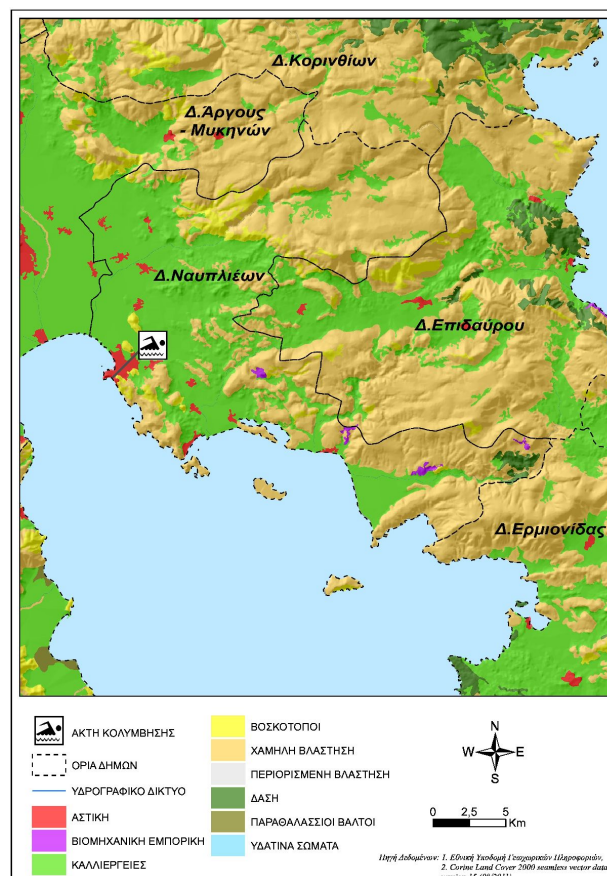 Δ.Κορινθίων
Δ.Άργους
- Μυκηνών
Δ.Ναυπλιέων
Δ.Επιδαύρου
Δ.Ερμιονίδας
ΑΚΤΗ ΚΟΛΥΜΒΗΣΗΣ
ΟΡΙΑ ΔΗΜΩΝ
ΥΔΡΟΓΡΑΦΙΚΟ ΔΙΚΤΥΟ
ΑΣΤΙΚΗ
ΒΙΟΜΗΧΑΝΙΚΗ ΕΜΠΟΡΙΚΗ
ΚΑΛΛΙΕΡΓΕΙΕΣ
ΒΟΣΚΟΤΟΠΟΙ
ΧΑΜΗΛΗ ΒΛΑΣΤΗΣΗ
ΠΕΡΙΟΡΙΣΜΕΝΗ ΒΛΑΣΤΗΣΗ
ΔΑΣΗ
ΠΑΡΑΘΑΛΑΣΣΙΟΙ ΒΑΛΤΟΙ
ΥΔΑΤΙΝΑ ΣΩΜΑΤΑ
N
W E
S
0 2,5 5
Km
Πηγή Δεδομένων: 1. Εθνική Υποδομή Γεωχωρικών Πληροφοριών,
2. Corine Land Cover 2000 seamless vector data